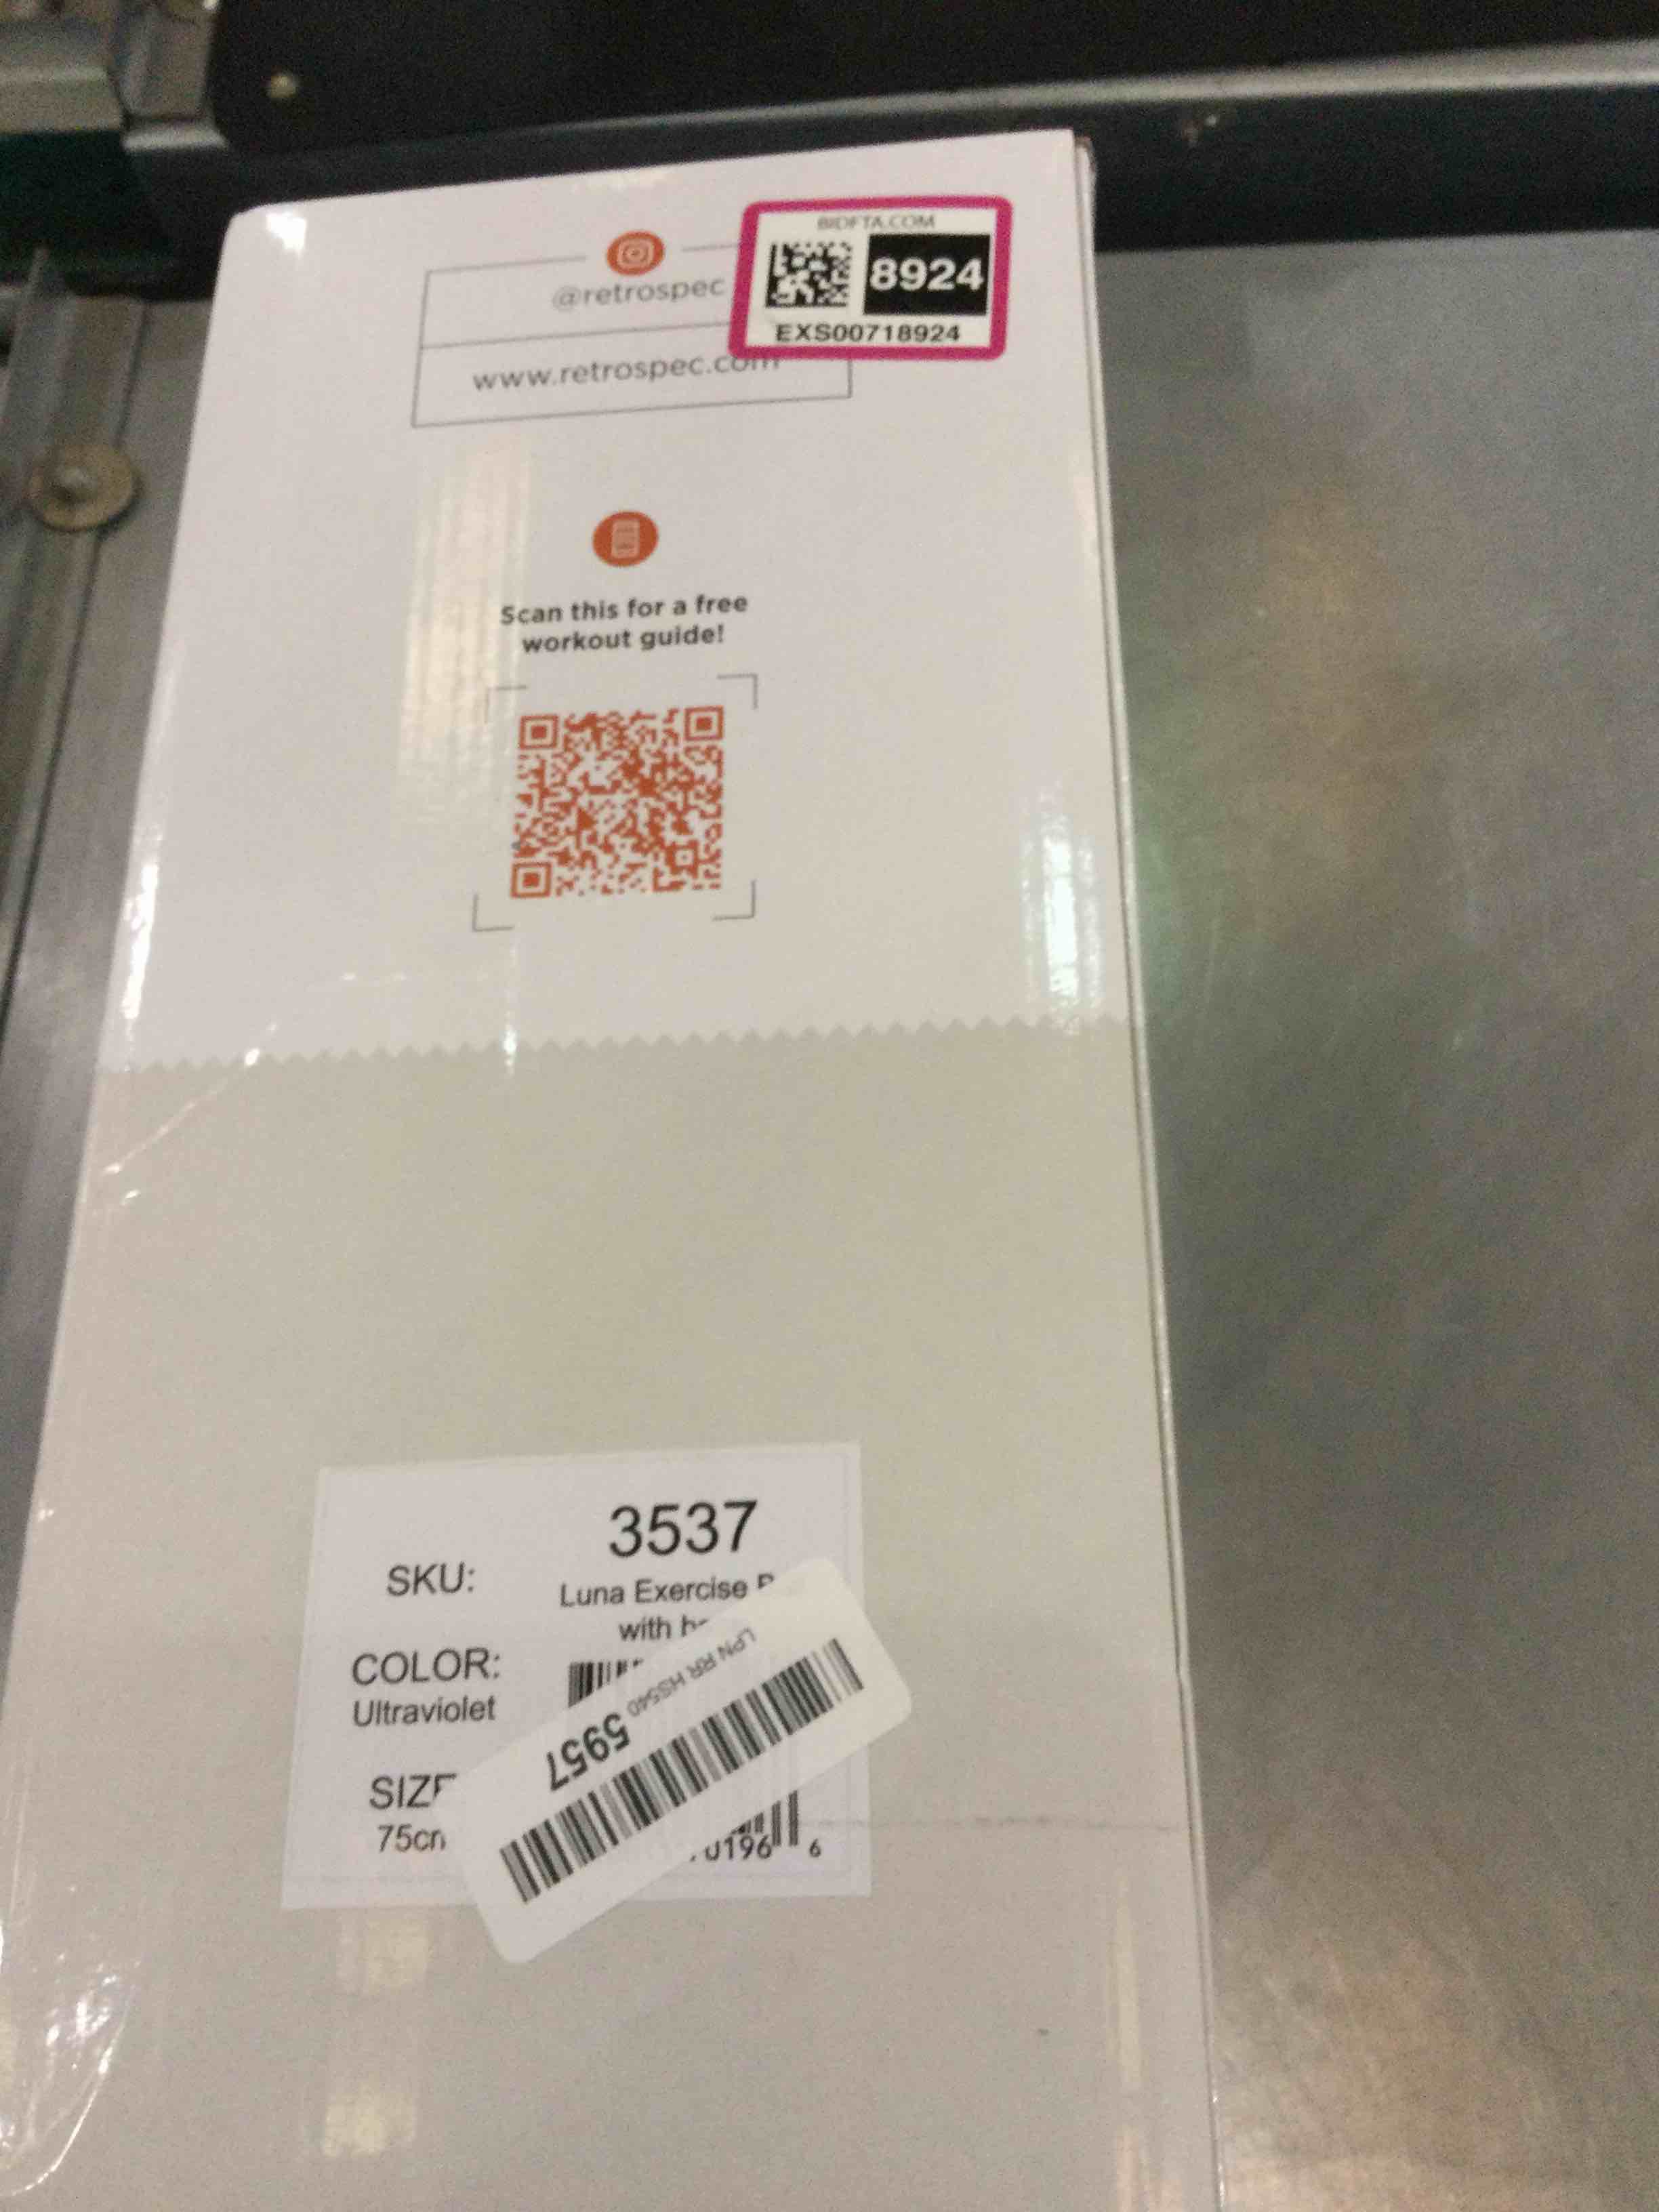 BIDFTA.COM
8924
EXS00718924
@retrospec
www.retrospec.com
Scan this for a free
workout guide!
3537
SKU:
Luna Exercise
with
COLOR:
Ultraviolet
LPN RR HS540
5957
75cm
0196 6